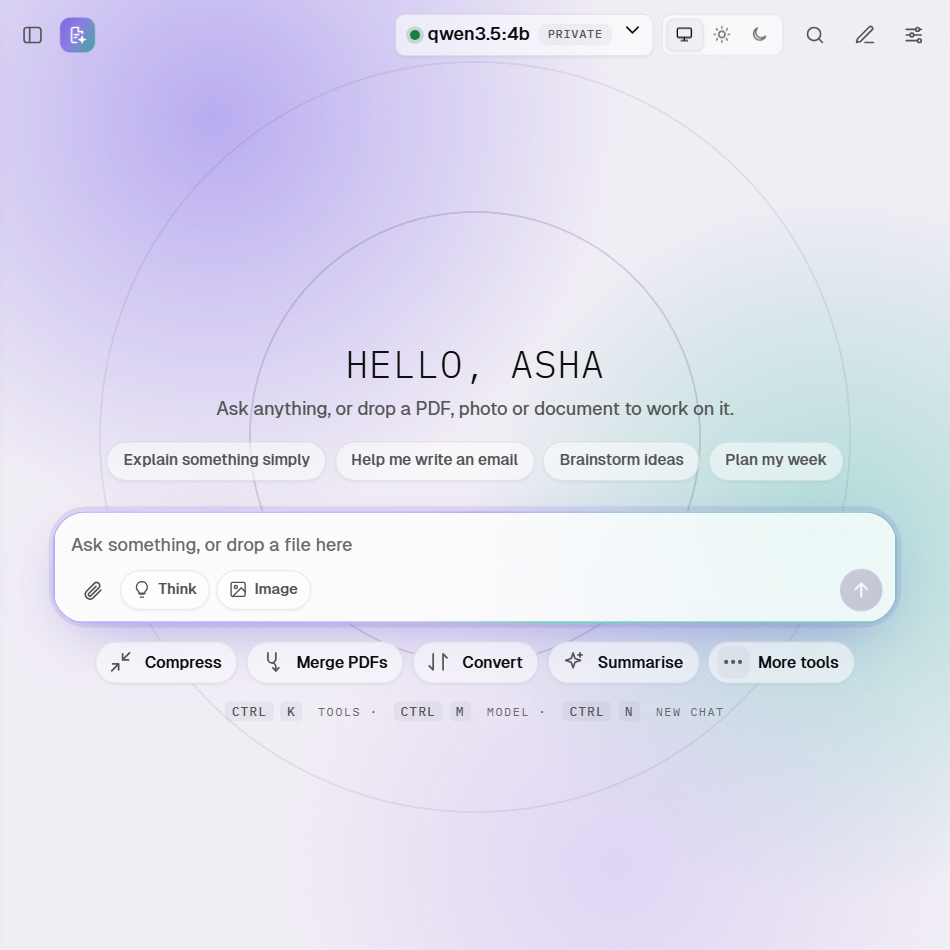 qwen3.5:4b PRIVATE
HELLO, ASHA
Ask anything, or drop a PDF, photo or document to work on it.
Explain something simply Help me write an email Brainstorm ideas Plan my week
Ask something, or drop a file here
Think Image
Compress Merge PDFs Convert Summarise More tools
CTRL K TOOLS · CTRL M MODEL · CTRL N NEW CHAT